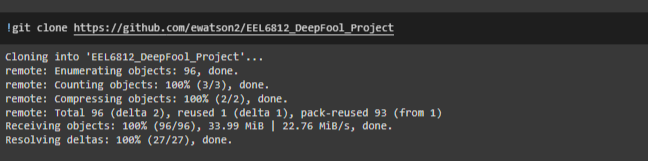 !git clone https://github.com/ewatson2/EEL6812_DeepFool_Project
Cloning into 'EEL6812_DeepFool_Project'...
remote: Enumerating objects: 96, done.
remote: Counting objects: 100% (3/3), done.
remote: Compressing objects: 100% (2/2), done.
remote: Total 96 (delta 2), reused 1 (delta 1), pack-reused 93 (from 1)
Receiving objects: 100% (96/96), 33.99 MiB | 22.76 MiB/s, done.
Resolving deltas: 100% (27/27), done.